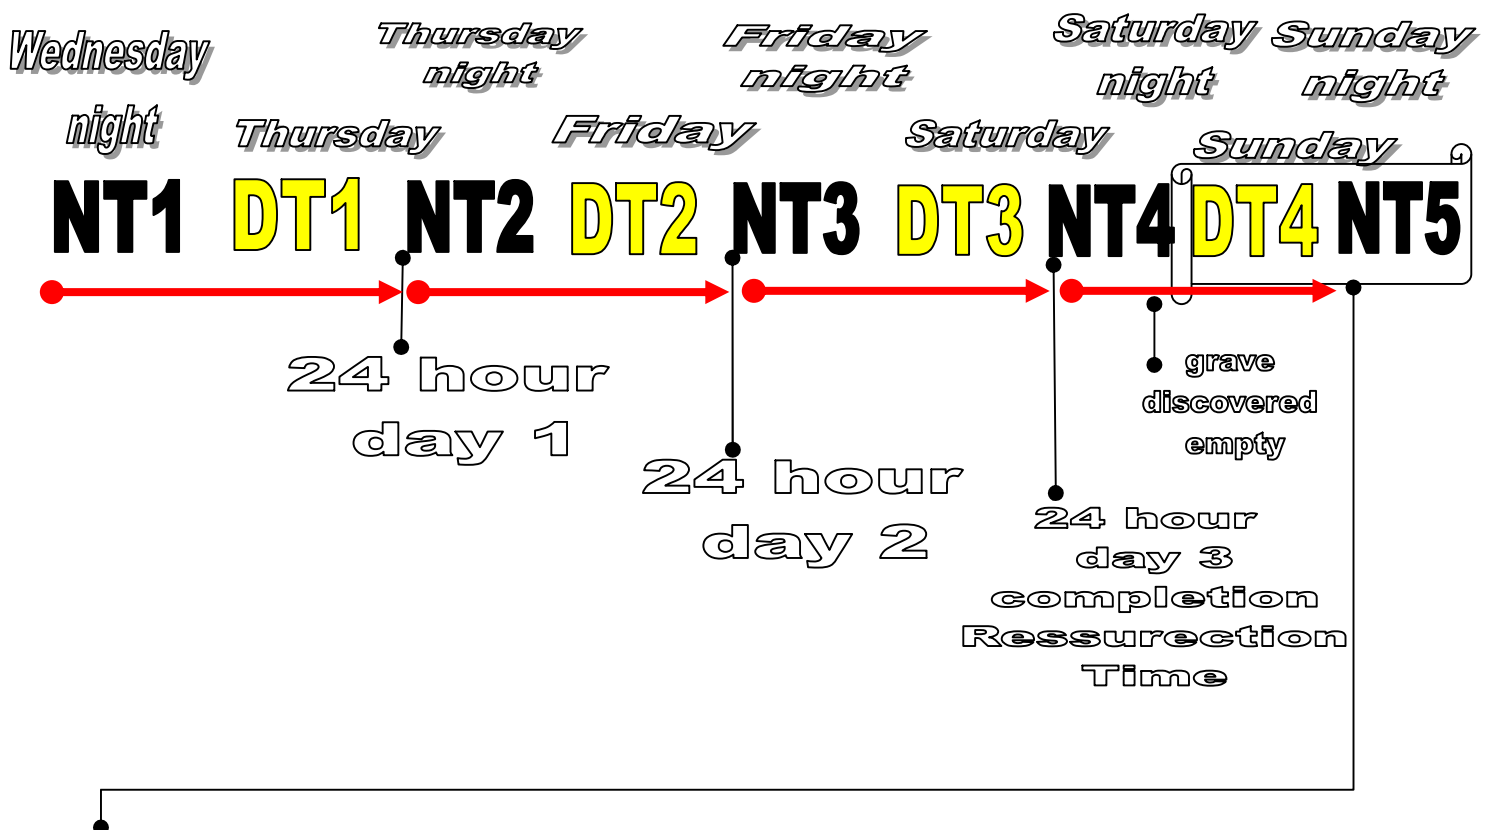 Wednesday
night
Thursday
Thursday
night
Friday
Friday
night
Saturday
Saturday
night
Sunday
Sunday
night
NT1 DT1 NT2 DT2 NT3 DT3 NT4 DT4 NT5
24 hour
day 1
24 hour
day 2
grave
discovered
empty
24 hour
day 3
completion
Ressurection
Time